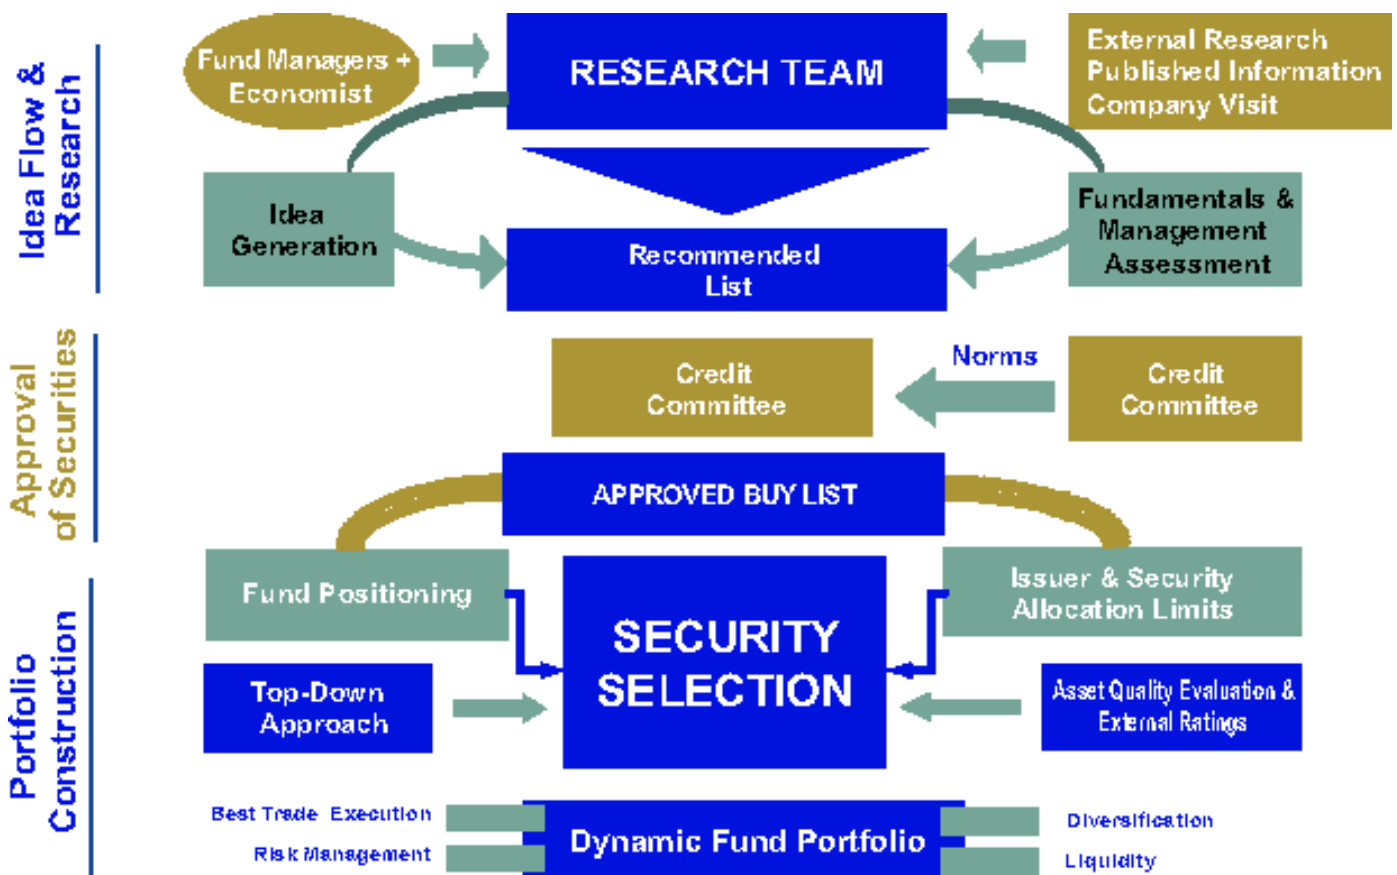 Idea Flow &
Research
Fund Managers +
Economist
RESEARCH TEAM
External Research
Published Information
Company Visit
Idea
Generation
Recommended
List
Fundamentals &
Management
Assessment
Approval
of Securities
Credit
Committee
Norms
Credit
Committee
APPROVED BUY LIST
Portfolio
Construction
Fund Positioning
SECURITY
SELECTION
Issuer & Security
Allocation Limits
Top-Down
Approach
Asset Quality Evaluation &
External Ratings
Best Trade Execution
Risk Management
Dynamic Fund Portfolio
Diversification
Liquidity